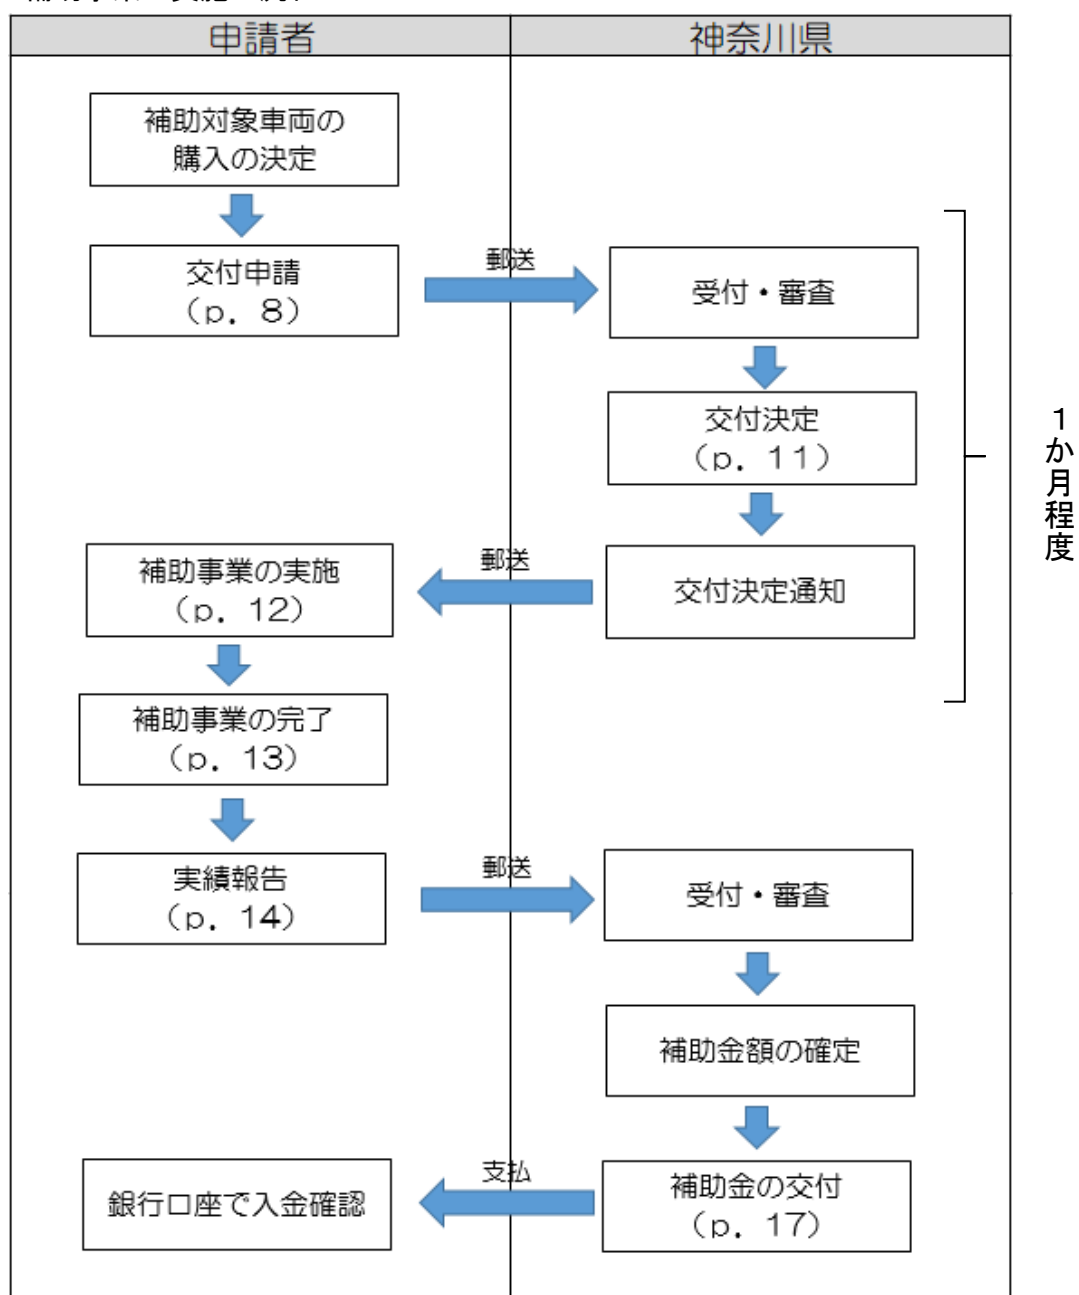 申請者
神奈川県
補助対象車両の
購入の決定
交付申請
(p. 8)
郵送
受付・審査
交付決定
(p. 11)
交付決定通知
1か月程度
郵送
補助事業の実施
(p. 12)
補助事業の完了
(p. 13)
実績報告
(p. 14)
郵送
受付・審査
補助金額の確定
補助金の交付
(p. 17)
支払
銀行口座で入金確認